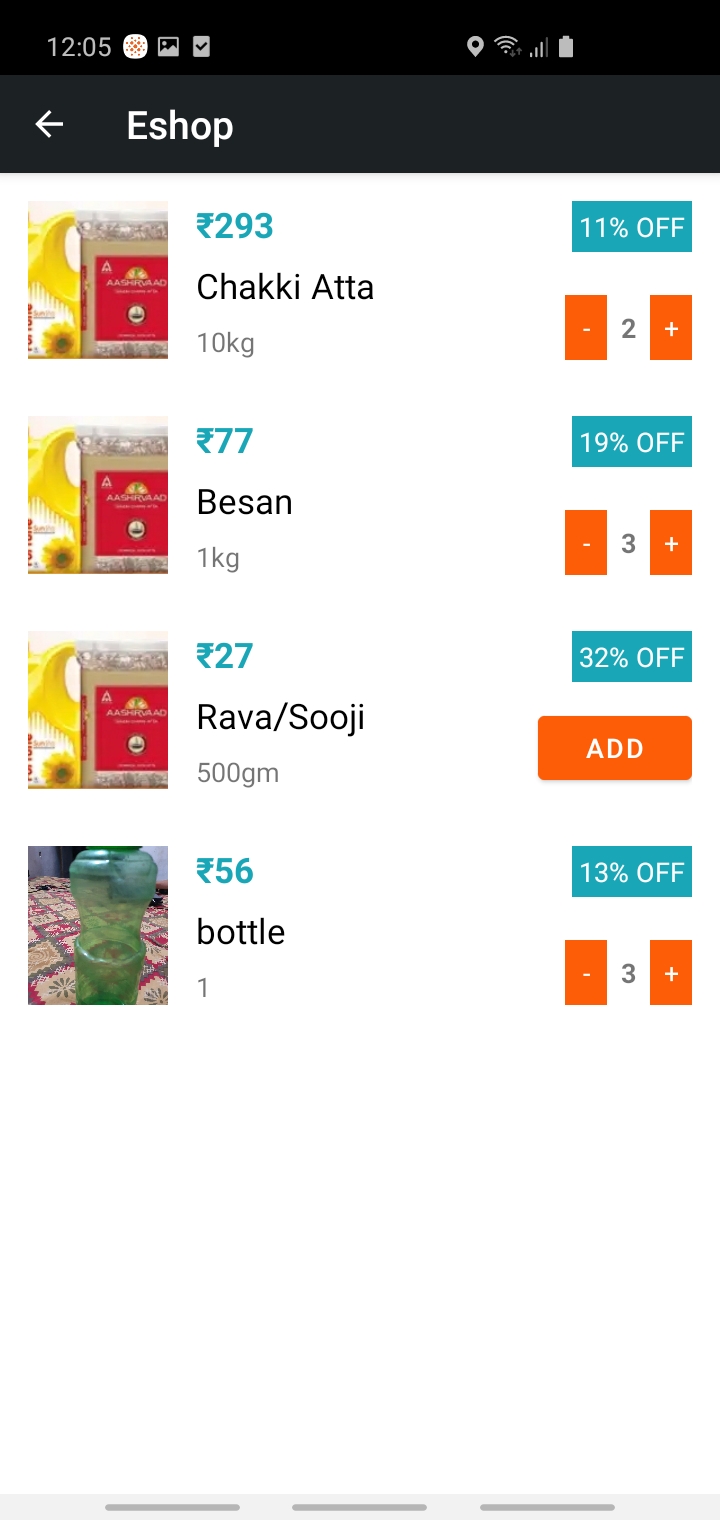 12:05
Eshop
₹293
11% OFF
Chakki Atta
- 2 +
10kg
AASHIRVAAD
₹77
19% OFF
Besan
- 3 +
1kg
AASHIRVAAD
₹27
32% OFF
Rava/Sooji
ADD
500gm
AASHIRVAAD
₹56
13% OFF
bottle
- 3 +
1